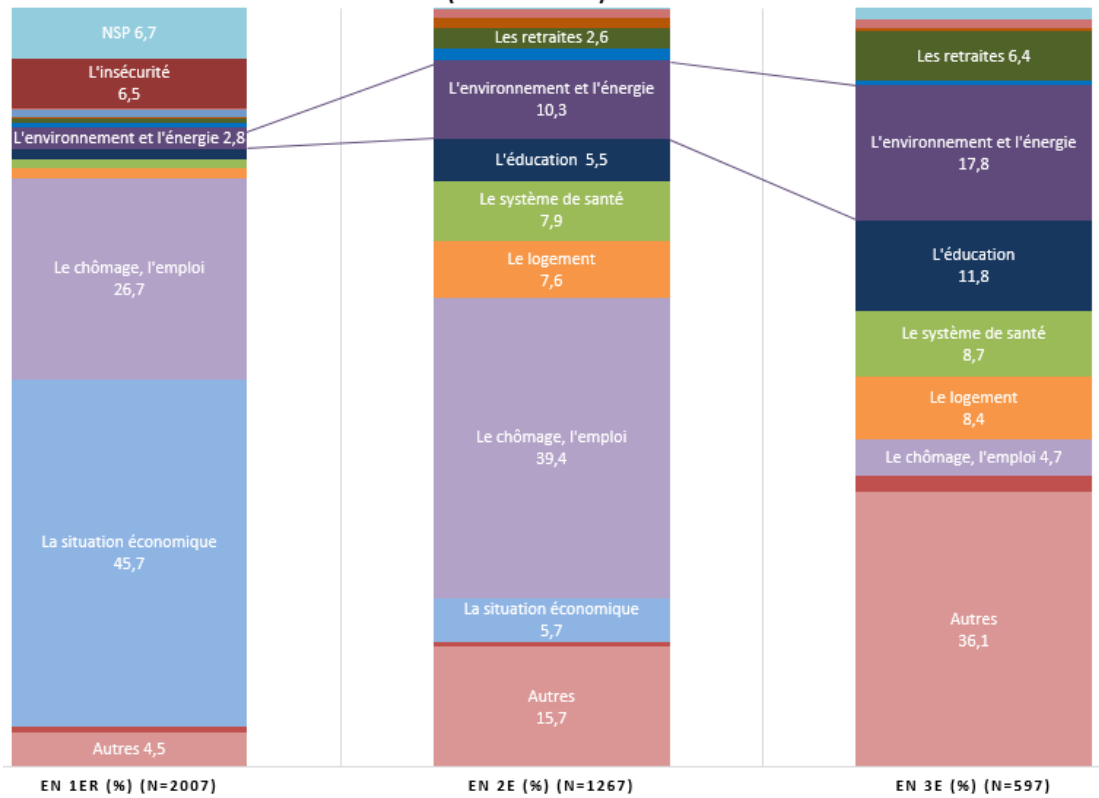 NSP 6,7
L'insécurité
6,5
L'environnement et l'énergie 2,8
Le chômage, l'emploi
26,7
La situation économique
45,7
Autres 4,5
EN 1ER (%) (N=2007)
Les retraites 2,6
L'environnement et l'énergie
10,3
L'éducation 5,5
Le système de santé
7,9
Le logement
7,6
Le chômage, l'emploi
39,4
La situation économique
5,7
Autres
15,7
EN 2E (%) (N=1267)
Les retraites 6,4
L'environnement et l'énergie
17,8
L'éducation
11,8
Le système de santé
8,7
Le logement
8,4
Le chômage, l'emploi 4,7
Autres
36,1
EN 3E (%) (N=597)